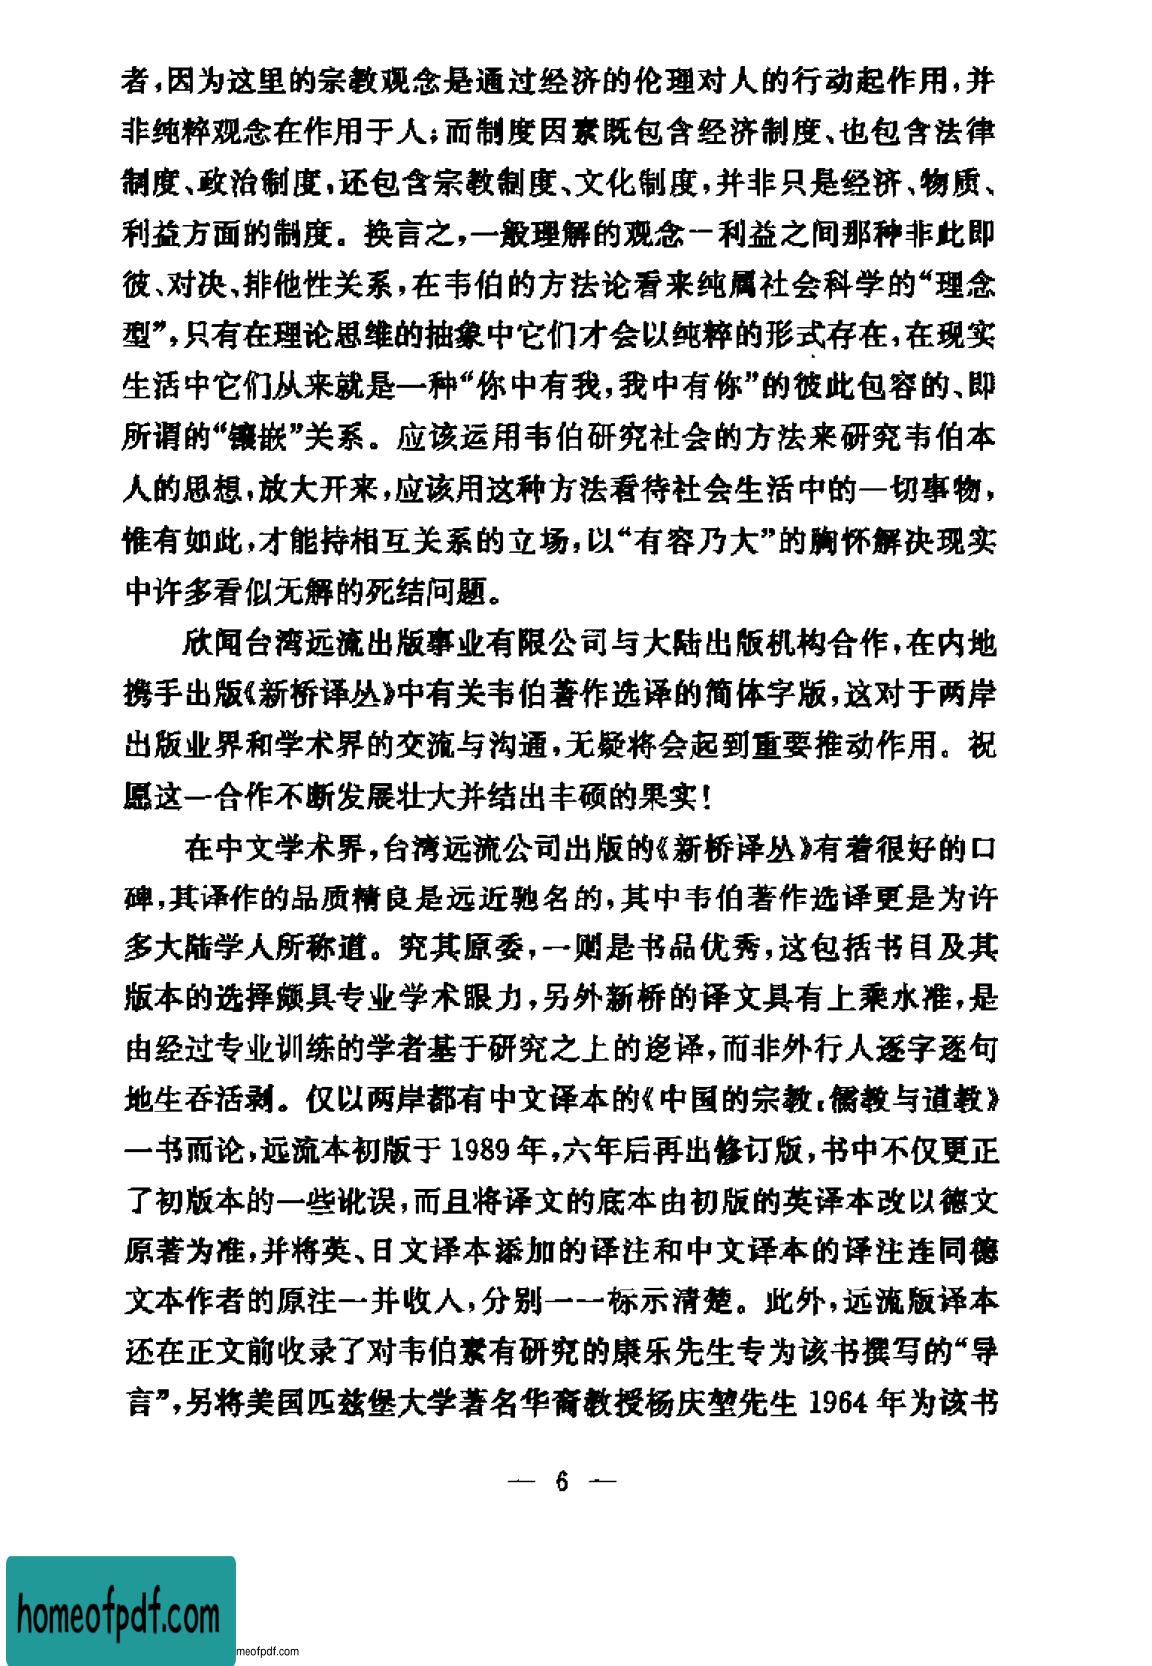 者,因为这里的宗教观念是通过经济的伦理对人的行动起作用,并
非纯粹观念在作用于人;而制度因素既包含经济制度、也包含法律
制度、政治制度,还包含宗教制度、文化制度,并非只是经济、物质、
利益方面的制度。换言之,一般理解的观念—利益之间那种非此即
彼、对决、排他性关系,在韦伯的方法论看来纯属社会科学的“理念
型”,只有在理论思维的抽象中它们才会以纯粹的形式存在,在现实
生活中它们从来就是一种“你中有我,我中有你”的彼此包容的、即
所谓的“镶嵌”关系。应该运用韦伯研究社会的方法来研究韦伯本
人的思想,放大开来,应该用这种方法看待社会生活中的一切事物,
惟有如此,才能持相互关系的立场,以“有容乃大”的胸怀解决现实
中许多看似无解的死结问题。
欣闻台湾远流出版事业有限公司与大陆出版机构合作,在内地
携手出版《新桥译丛》中有关韦伯著作选译的简体字版,这对于两岸
出版业界和学术界的交流与沟通,无疑将会起到重要推动作用。祝
愿这一合作不断发展壮大并结出丰硕的果实!
在中文学术界,台湾远流公司出版的《新桥译丛》有着很好的口
碑,其译作的品质精良是远近驰名的,其中韦伯著作选译更是为许
多大陆学人所称道。究其原委,一则是书品优秀,这包括书目及其
版本的选择颇具专业学术眼力,另外新桥的译文具有上乘水准,是
由经过专业训练的学者基于研究之上的迻译,而非外行人逐字逐句
地生吞活剥。仅以两岸都有中文译本的《中国的宗教:儒教与道教》
一书而论,远流本初版于 1989 年,六年后再出修订版,书中不仅更正
了初版本的一些讹误,而且将译文的底本由初版的英译本改以德文
原著为准,并将英、日文译本添加的译注和中文译本的译注连同德
文本作者的原注一并收入,分别一一标示清楚。此外,远流版译本
还在正文前收录了对韦伯素有研究的康乐先生专为该书撰写的“导
言”,另将美国匹兹堡大学著名华裔教授杨庆堃先生 1964 年为该书
— 6 —
homeofpdf.com
meofpdf.com